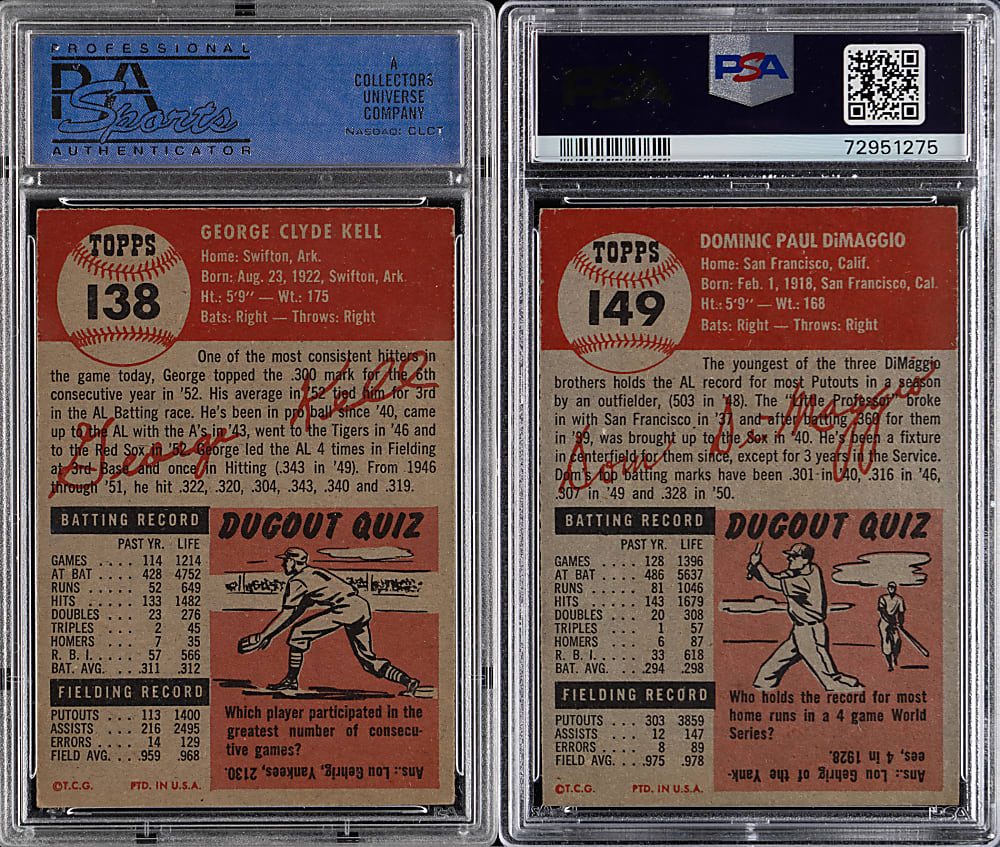 PROFESSIONAL
PSA
Sports
AUTHENTICATOR
A
COLLECTORS
UNIVERSE
COMPANY
NASDAQ: CLCT
TOPPS
138
GEORGE CLYDE KELL
Home: Swifton, Ark.
Born: Aug. 23, 1922, Swifton, Ark.
Ht.: 5'9" — Wt.: 175
Bats: Right — Throws: Right
One of the most consistent hitters in
the game today, George topped the .300 mark for the 6th
consecutive year in '52. His average in '52 tied him for 3rd
in the AL Batting race. He's been in pro ball since '40, came
up to the AL with the A's in '43, went to the Tigers in '46 and
to the Red Sox in '52. George led the AL 4 times in Fielding
at 3rd Base and once in Hitting (.343 in '49). From 1946
through '51, he hit .322, .320, .304, .343, .340 and .319.
George Kell
BATTING RECORD
PAST YR. LIFE
GAMES .... 114 1214
AT BAT .... 428 4752
RUNS .... 52 649
HITS .... 133 1482
DOUBLES .... 23 276
TRIPLES ... 2 45
HOMERS ... 7 35
R. B. I. .... 57 566
BAT. AVG. .... .311 .312
FIELDING RECORD
PUTOUTS ... 113 1400
ASSISTS .... 216 2495
ERRORS .... 14 129
FIELD AVG. ... .959 .968
©T.C.G. PTD. IN U.S.A.
DUGOUT QUIZ
Which player participated in the
greatest number of consecu-
tive games?
Ans.: Lou Gehrig, Yankees, 2130.
PSA
PSA
72951275
TOPPS
149
DOMINIC PAUL DiMAGGIO
Home: San Francisco, Calif.
Born: Feb. 1, 1918, San Francisco, Cal.
Ht.: 5'9" — Wt.: 168
Bats: Right — Throws: Right
The youngest of the three DiMaggio
brothers holds the AL record for most Putouts in a season
by an outfielder, (503 in '48). The "Little Professor" broke
in with San Francisco in '37 and after batting .360 for them
in '39, was brought up to the Sox in '40. He's been a fixture
in Centerfield for them since, except for 3 years in the Service.
Dom's top batting marks have been .301 in '40, .316 in '46,
.307 in '49 and .328 in '50.
Dom Di-Maggio
BATTING RECORD
PAST YR. LIFE
GAMES .... 128 1396
AT BAT .... 486 5637
RUNS .... 81 1046
HITS .... 143 1679
DOUBLES .... 20 308
TRIPLES ... 1 57
HOMERS ... 6 87
R. B. I. .... 33 618
BAT. AVG. .... .294 .298
FIELDING RECORD
PUTOUTS ... 303 3859
ASSISTS .... 12 147
ERRORS .... 8 89
FIELD AVG. ... .975 .978
©T.C.G. PTD. IN U.S.A.
DUGOUT QUIZ
Who holds the record for most
home runs in a 4 game World
Series?
Ans.: Lou Gehrig of the Yank-
ees, 4 in 1928.